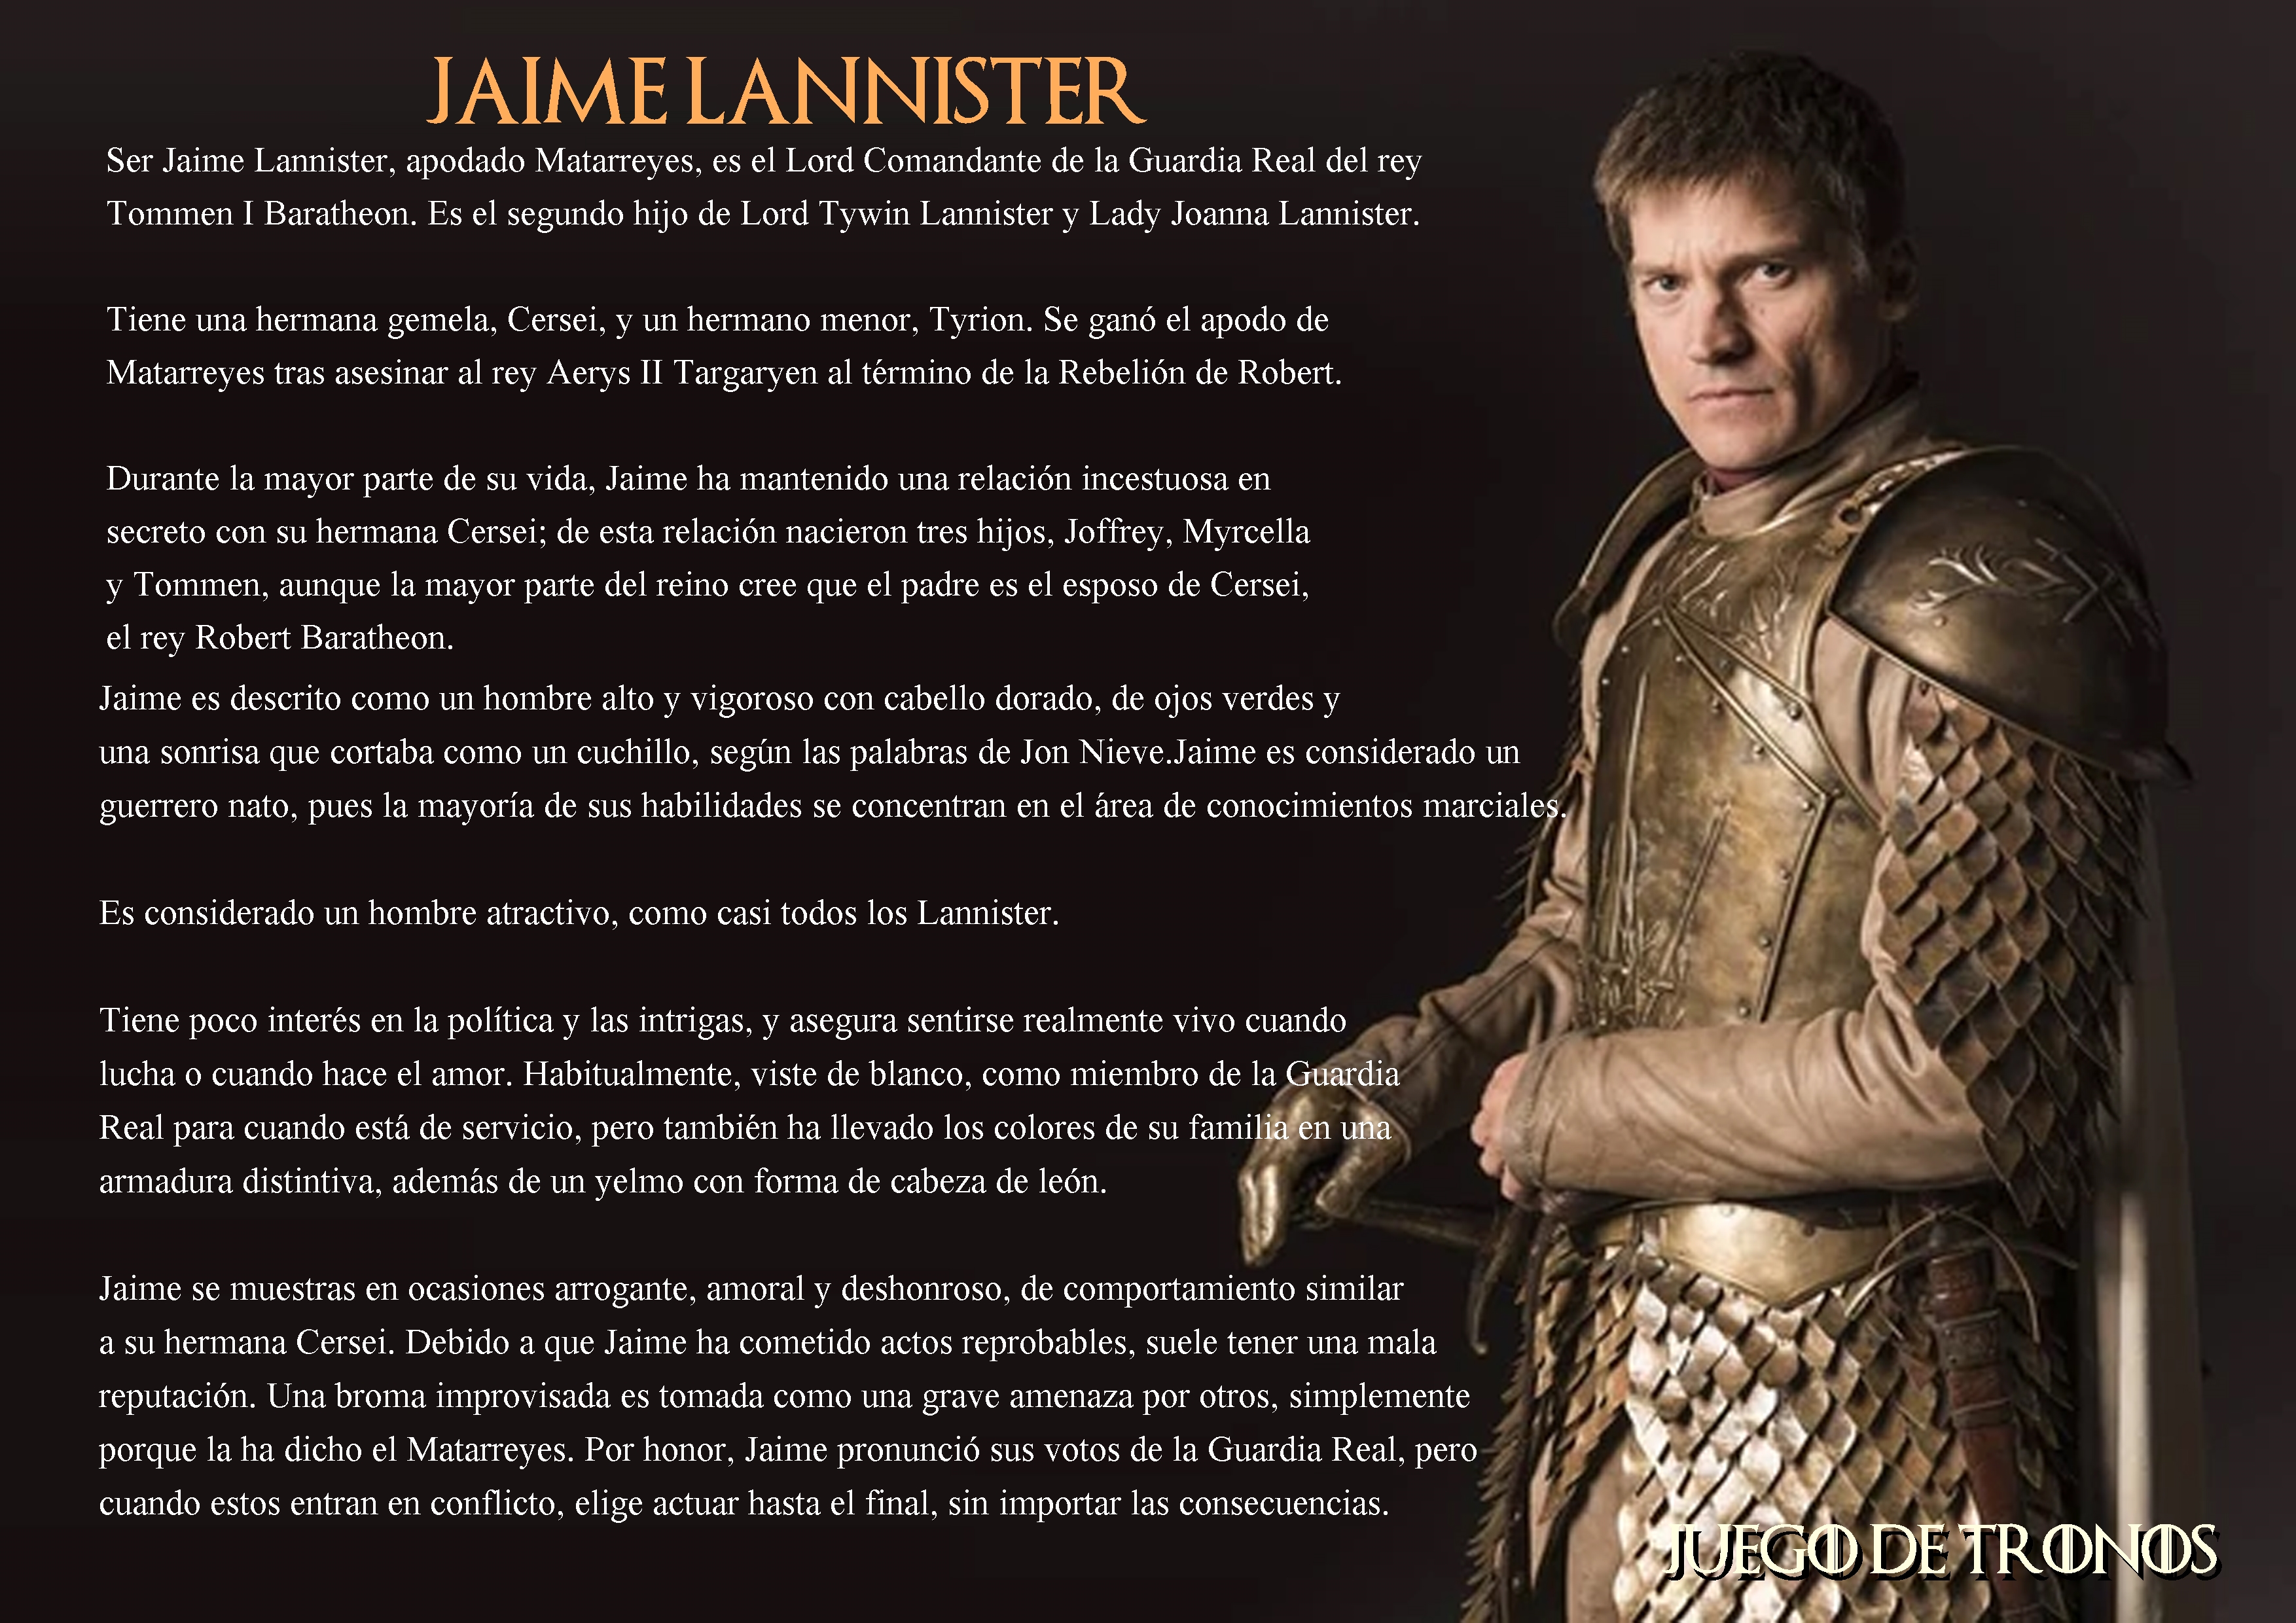 JAIME LANNISTER
Ser Jaime Lannister, apodado Matarreyes, es el Lord Comandante de la Guardia Real del rey
Tommen I Baratheon. Es el segundo hijo de Lord Tywin Lannister y Lady Joanna Lannister.
Tiene una hermana gemela, Cersei, y un hermano menor, Tyrion. Se ganó el apodo de
Matarreyes tras asesinar al rey Aerys II Targaryen al término de la Rebelión de Robert.
Durante la mayor parte de su vida, Jaime ha mantenido una relación incestuosa en
secreto con su hermana Cersei; de esta relación nacieron tres hijos, Joffrey, Myrcella
y Tommen, aunque la mayor parte del reino cree que el padre es el esposo de Cersei,
el rey Robert Baratheon.
Jaime es descrito como un hombre alto y vigoroso con cabello dorado, de ojos verdes y
una sonrisa que cortaba como un cuchillo, según las palabras de Jon Nieve.Jaime es considerado un
guerrero nato, pues la mayoría de sus habilidades se concentran en el área de conocimientos marciales.
Es considerado un hombre atractivo, como casi todos los Lannister.
Tiene poco interés en la política y las intrigas, y asegura sentirse realmente vivo cuando
lucha o cuando hace el amor. Habitualmente, viste de blanco, como miembro de la Guardia
Real para cuando está de servicio, pero también ha llevado los colores de su familia en una
armadura distintiva, además de un yelmo con forma de cabeza de león.
Jaime se muestras en ocasiones arrogante, amoral y deshonroso, de comportamiento similar
a su hermana Cersei. Debido a que Jaime ha cometido actos reprobables, suele tener una mala
reputación. Una broma improvisada es tomada como una grave amenaza por otros, simplemente
porque la ha dicho el Matarreyes. Por honor, Jaime pronunció sus votos de la Guardia Real, pero
cuando estos entran en conflicto, elige actuar hasta el final, sin importar las consecuencias.
JUEGO DE TRONOS